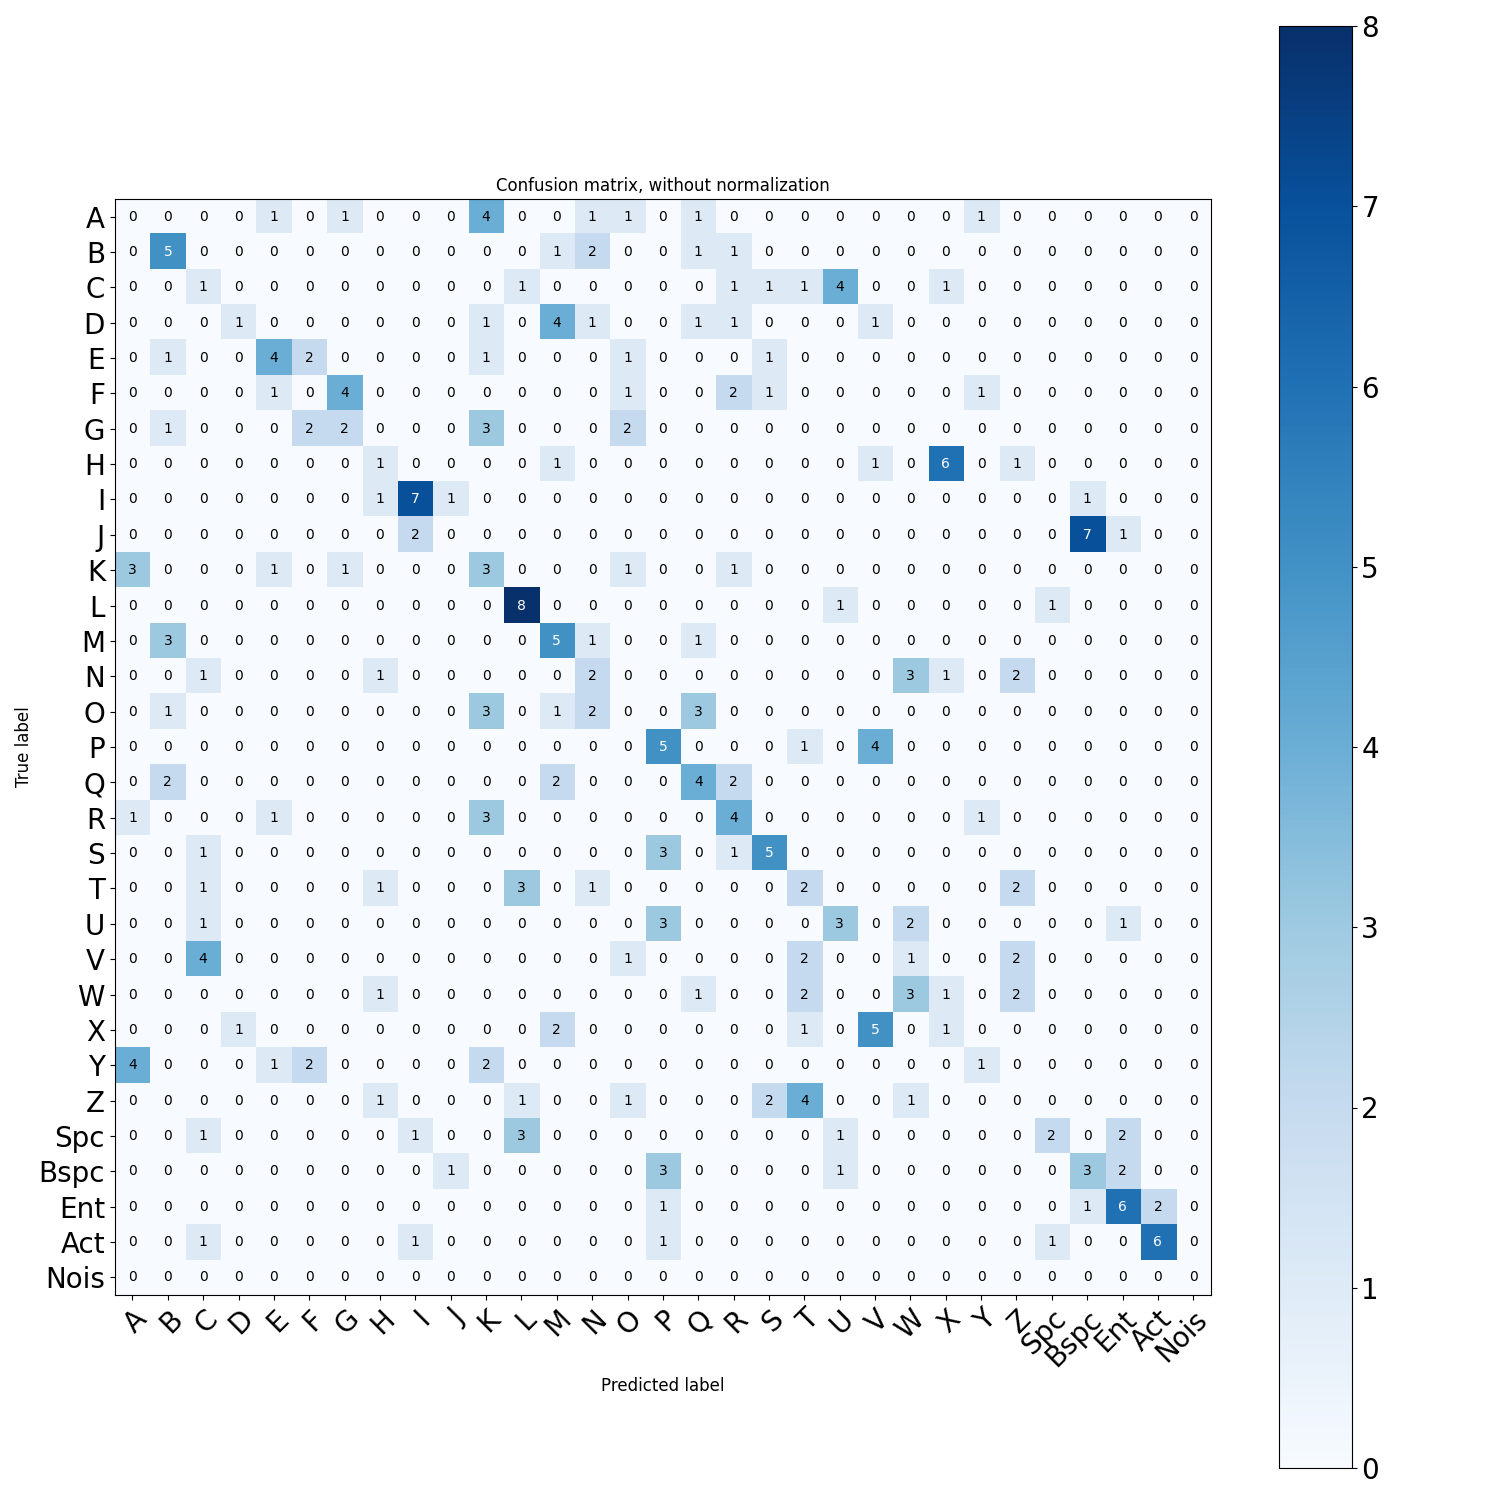 Confusion matrix, without normalization
A 0 0 0 0 1 0 1 0 0 0 4 0 0 1 1 0 1 0 0 0 0 0 0 0 1 0 0 0 0 0 0
B 0 5 0 0 0 0 0 0 0 0 0 0 1 2 0 0 1 1 0 0 0 0 0 0 0 0 0 0 0 0 0
C 0 0 1 0 0 0 0 0 0 0 0 1 0 0 0 0 0 1 1 1 4 0 0 1 0 0 0 0 0 0 0
D 0 0 0 1 0 0 0 0 0 0 1 0 4 1 0 0 1 1 0 0 0 1 0 0 0 0 0 0 0 0 0
E 0 1 0 0 4 2 0 0 0 0 1 0 0 0 1 0 0 0 1 0 0 0 0 0 0 0 0 0 0 0 0
F 0 0 0 0 1 0 4 0 0 0 0 0 0 0 1 0 0 2 1 0 0 0 0 0 1 0 0 0 0 0 0
G 0 1 0 0 0 2 2 0 0 0 3 0 0 0 2 0 0 0 0 0 0 0 0 0 0 0 0 0 0 0 0
H 0 0 0 0 0 0 0 1 0 0 0 0 1 0 0 0 0 0 0 0 0 1 0 6 0 1 0 0 0 0 0
I 0 0 0 0 0 0 0 1 7 1 0 0 0 0 0 0 0 0 0 0 0 0 0 0 0 0 0 1 0 0 0
J 0 0 0 0 0 0 0 0 2 0 0 0 0 0 0 0 0 0 0 0 0 0 0 0 0 0 0 7 1 0 0
K 3 0 0 0 1 0 1 0 0 0 3 0 0 0 1 0 0 1 0 0 0 0 0 0 0 0 0 0 0 0 0
L 0 0 0 0 0 0 0 0 0 0 0 8 0 0 0 0 0 0 0 0 1 0 0 0 0 0 1 0 0 0 0
M 0 3 0 0 0 0 0 0 0 0 0 0 5 1 0 0 1 0 0 0 0 0 0 0 0 0 0 0 0 0 0
N 0 0 1 0 0 0 0 1 0 0 0 0 0 2 0 0 0 0 0 0 0 0 3 1 0 2 0 0 0 0 0
O 0 1 0 0 0 0 0 0 0 0 3 0 1 2 0 0 3 0 0 0 0 0 0 0 0 0 0 0 0 0 0
P 0 0 0 0 0 0 0 0 0 0 0 0 0 0 0 5 0 0 0 1 0 4 0 0 0 0 0 0 0 0 0
Q 0 2 0 0 0 0 0 0 0 0 0 0 2 0 0 0 4 2 0 0 0 0 0 0 0 0 0 0 0 0 0
R 1 0 0 0 1 0 0 0 0 0 3 0 0 0 0 0 0 4 0 0 0 0 0 0 1 0 0 0 0 0 0
S 0 0 1 0 0 0 0 0 0 0 0 0 0 0 0 3 0 1 5 0 0 0 0 0 0 0 0 0 0 0 0
T 0 0 1 0 0 0 0 1 0 0 0 3 0 1 0 0 0 0 0 2 0 0 0 0 0 2 0 0 0 0 0
U 0 0 1 0 0 0 0 0 0 0 0 0 0 0 0 3 0 0 0 0 3 0 2 0 0 0 0 0 1 0 0
V 0 0 4 0 0 0 0 0 0 0 0 0 0 0 1 0 0 0 0 2 0 0 1 0 0 2 0 0 0 0 0
W 0 0 0 0 0 0 0 1 0 0 0 0 0 0 0 0 1 0 0 2 0 0 3 1 0 2 0 0 0 0 0
X 0 0 0 1 0 0 0 0 0 0 0 0 2 0 0 0 0 0 0 1 0 5 0 1 0 0 0 0 0 0 0
Y 4 0 0 0 1 2 0 0 0 0 2 0 0 0 0 0 0 0 0 0 0 0 0 0 1 0 0 0 0 0 0
Z 0 0 0 0 0 0 0 1 0 0 0 1 0 0 1 0 0 0 2 4 0 0 1 0 0 0 0 0 0 0 0
Spc 0 0 1 0 0 0 0 0 1 0 0 3 0 0 0 0 0 0 0 0 1 0 0 0 0 0 2 0 2 0 0
Bspc 0 0 0 0 0 0 0 0 0 1 0 0 0 0 0 3 0 0 0 0 1 0 0 0 0 0 0 3 2 0 0
Ent 0 0 0 0 0 0 0 0 0 0 0 0 0 0 0 1 0 0 0 0 0 0 0 0 0 0 0 1 6 2 0
Act 0 0 1 0 0 0 0 0 1 0 0 0 0 0 0 1 0 0 0 0 0 0 0 0 0 0 1 0 0 6 0
Nois 0 0 0 0 0 0 0 0 0 0 0 0 0 0 0 0 0 0 0 0 0 0 0 0 0 0 0 0 0 0 0
A B C D E F G H I J K L M N O P Q R S T U V W X Y Z Spc Bspc Ent Act Nois
Predicted label
True label
8
7
6
5
4
3
2
1
0